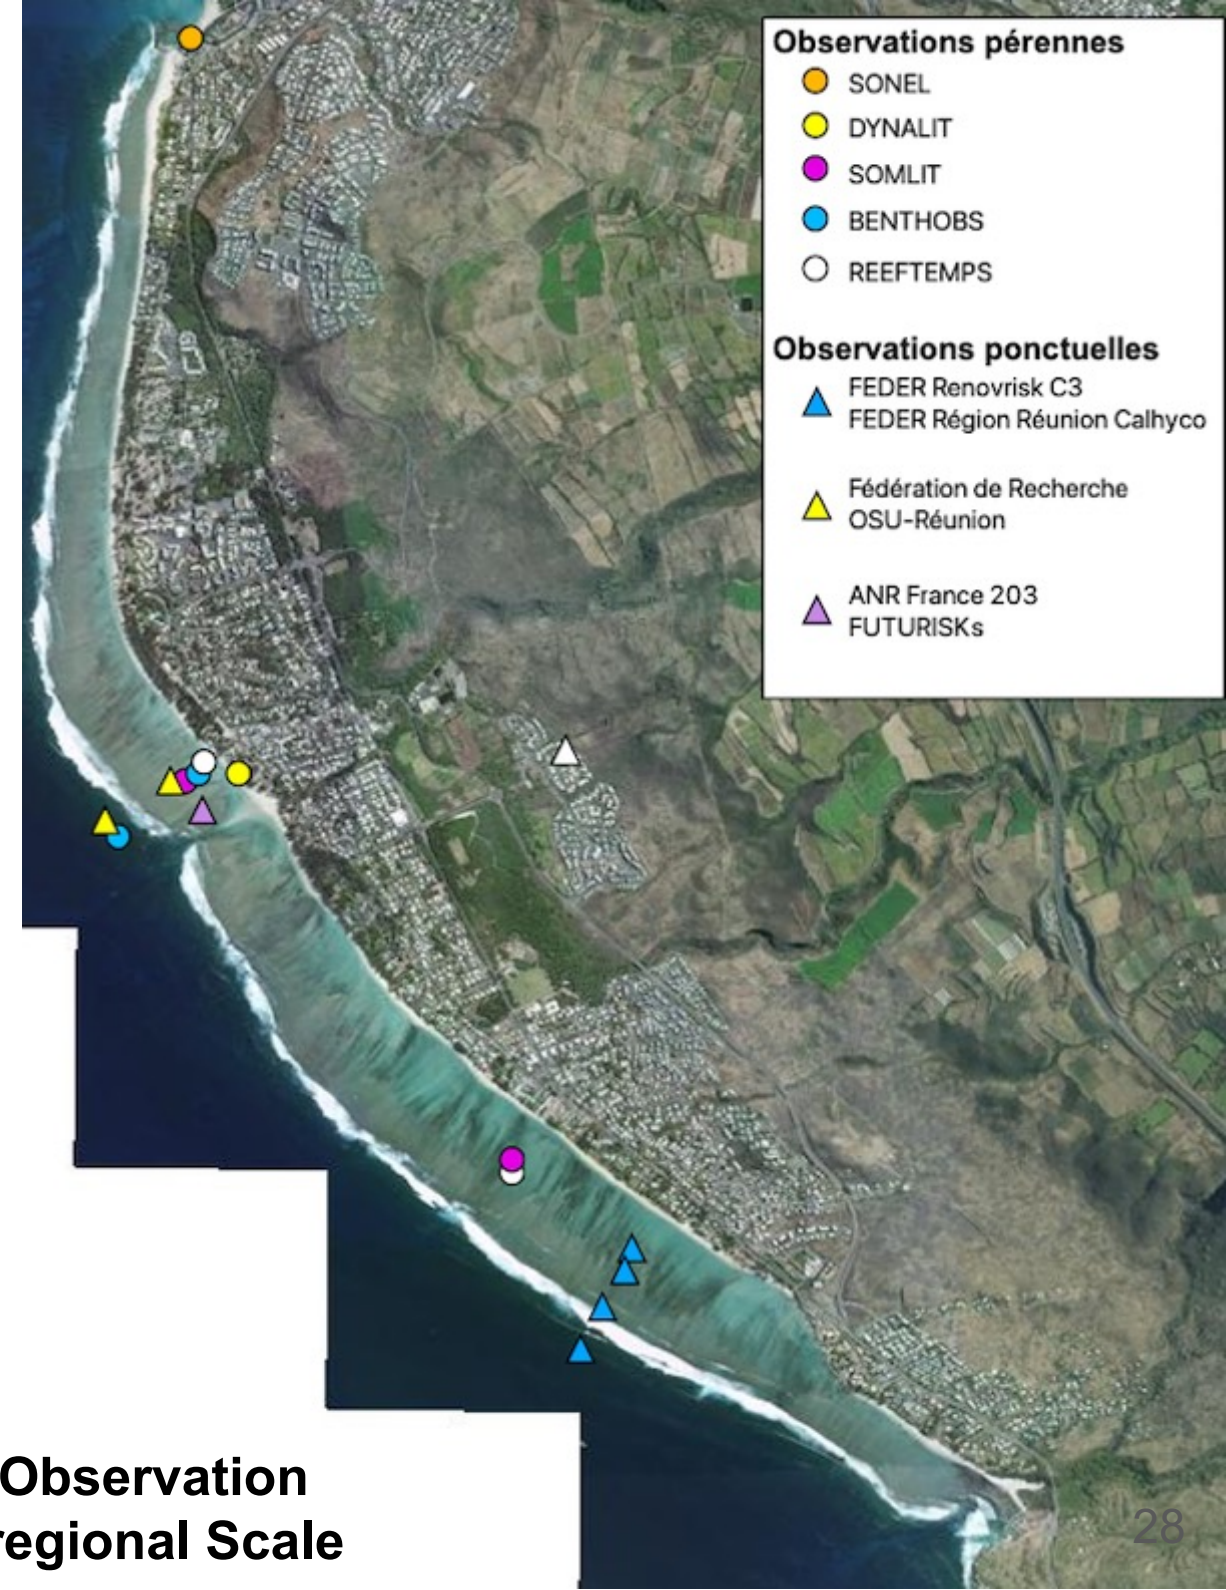 Observations pérennes
SONEL
DYNALIT
SOMLIT
BENTHOBS
REEFTEMPS
Observations ponctuelles
FEDER Renovrisk C3
FEDER Région Réunion Calhyco
Fédération de Recherche
OSU-Réunion
ANR France 203
FUTURISKs
Observation
regional Scale
28